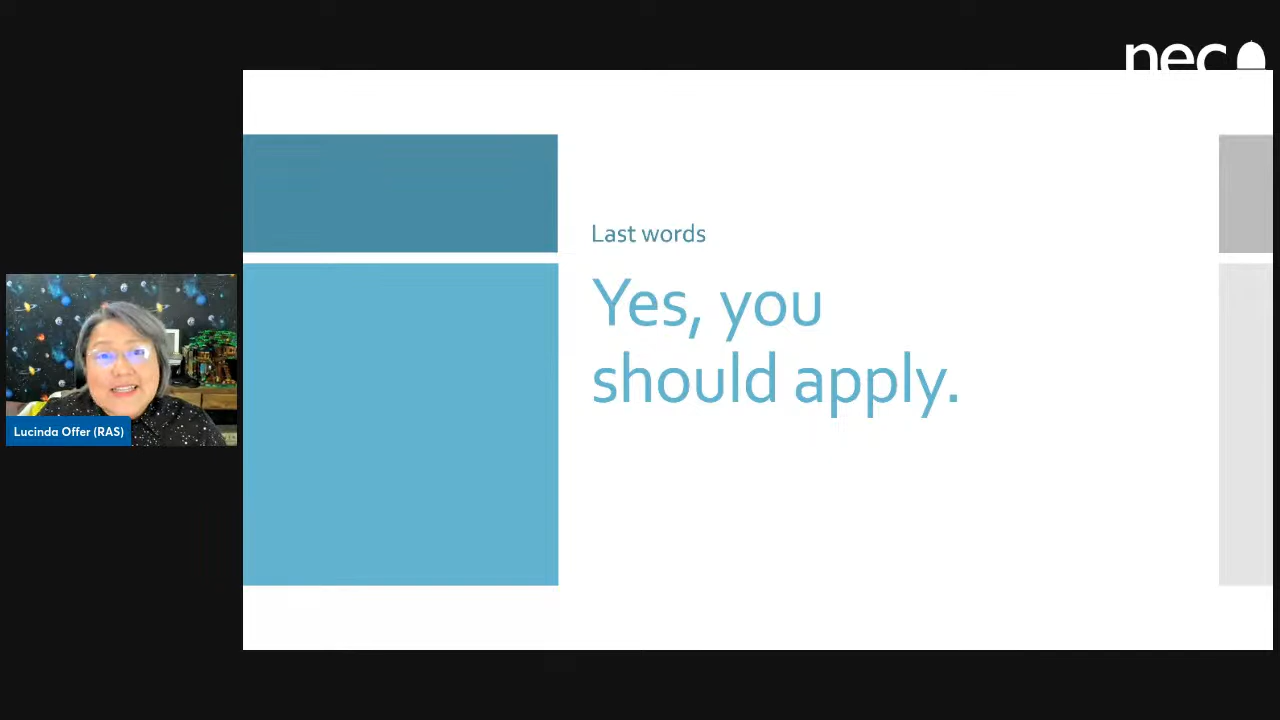 nec
Last words
Yes, you
should apply.
Lucinda Offer (RAS)